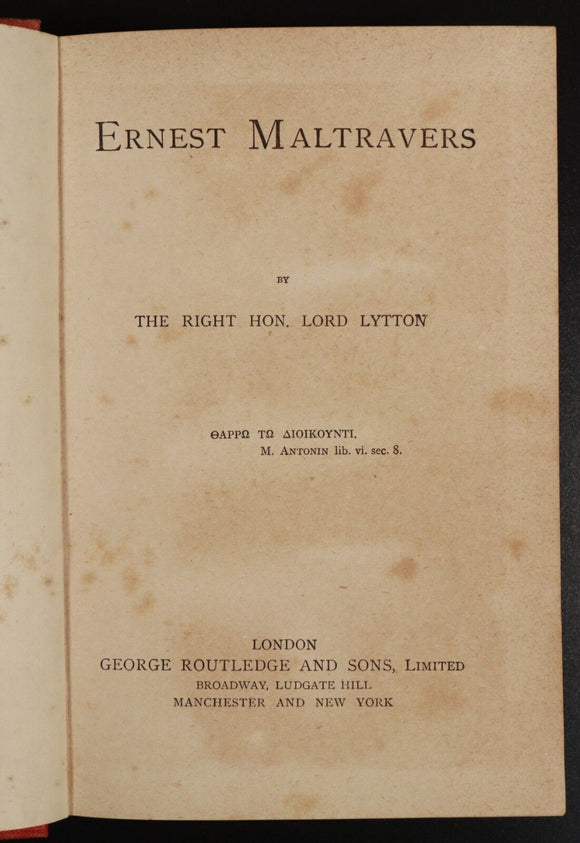 ERNEST MALTRAVERS
BY
THE RIGHT HON. LORD LYTTON
ΘΑΡΡΩ ΤΩ ΔΙΟΙΚΟΥΝΤΙ.
M. ANTONIN lib. vi. sec. 8.
LONDON
GEORGE ROUTLEDGE AND SONS, LIMITED
BROADWAY, LUDGATE HILL
MANCHESTER AND NEW YORK